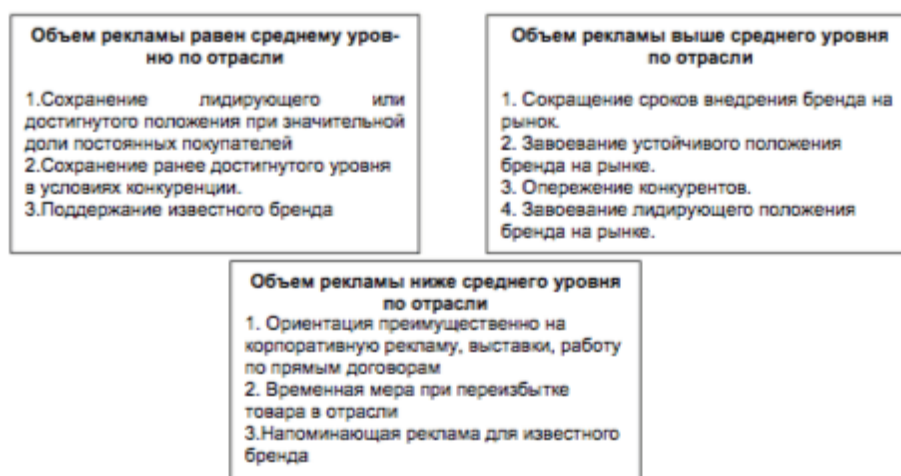 Объем рекламы равен среднему уров-
ню по отрасли
1.Сохранение лидирующего или
достигнутого положения при значительной
доли постоянных покупателей
2.Сохранение ранее достигнутого уровня
в условиях конкуренции.
3.Поддержание известного бренда
Объем рекламы выше среднего уровня
по отрасли
1. Сокращение сроков внедрения бренда на
рынок.
2. Завоевание устойчивого положения
бренда на рынке.
3. Опережение конкурентов.
4. Завоевание лидирующего положения
бренда на рынке.
Объем рекламы ниже среднего уровня
по отрасли
1. Ориентация преимущественно на
корпоративную рекламу, выставки, работу
по прямым договорам
2. Временная мера при переизбытке
товара в отрасли
3.Напоминающая реклама для известного
бренда